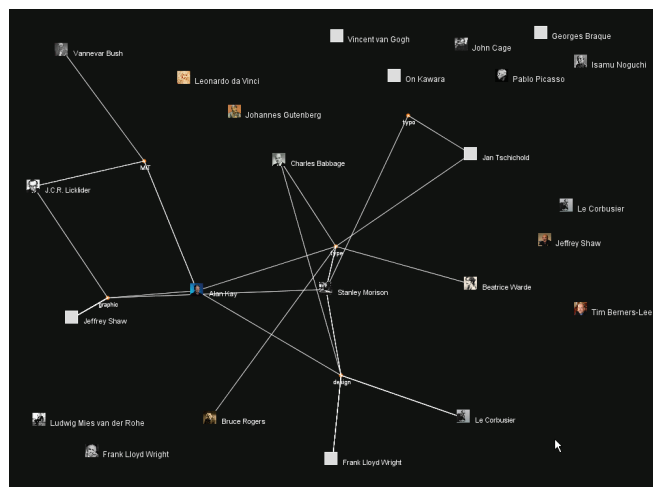 Vincent van Gogh
Georges Braque
John Cage
Vannevar Bush
Isamu Noguchi
Leonardo da Vinci
On Kawara
Pablo Picasso
Johannes Gutenberg
typo
Jan Tschichold
Charles Babbage
MIT
J.C.R. Licklider
Le Corbusier
Jeffrey Shaw
type
Beatrice Warde
Alan Kay
Stanley Morison
graphic
Tim Berners-Lee
Jeffrey Shaw
design
Ludwig Mies van der Rohe
Bruce Rogers
Le Corbusier
Frank Lloyd Wright
Frank Lloyd Wright